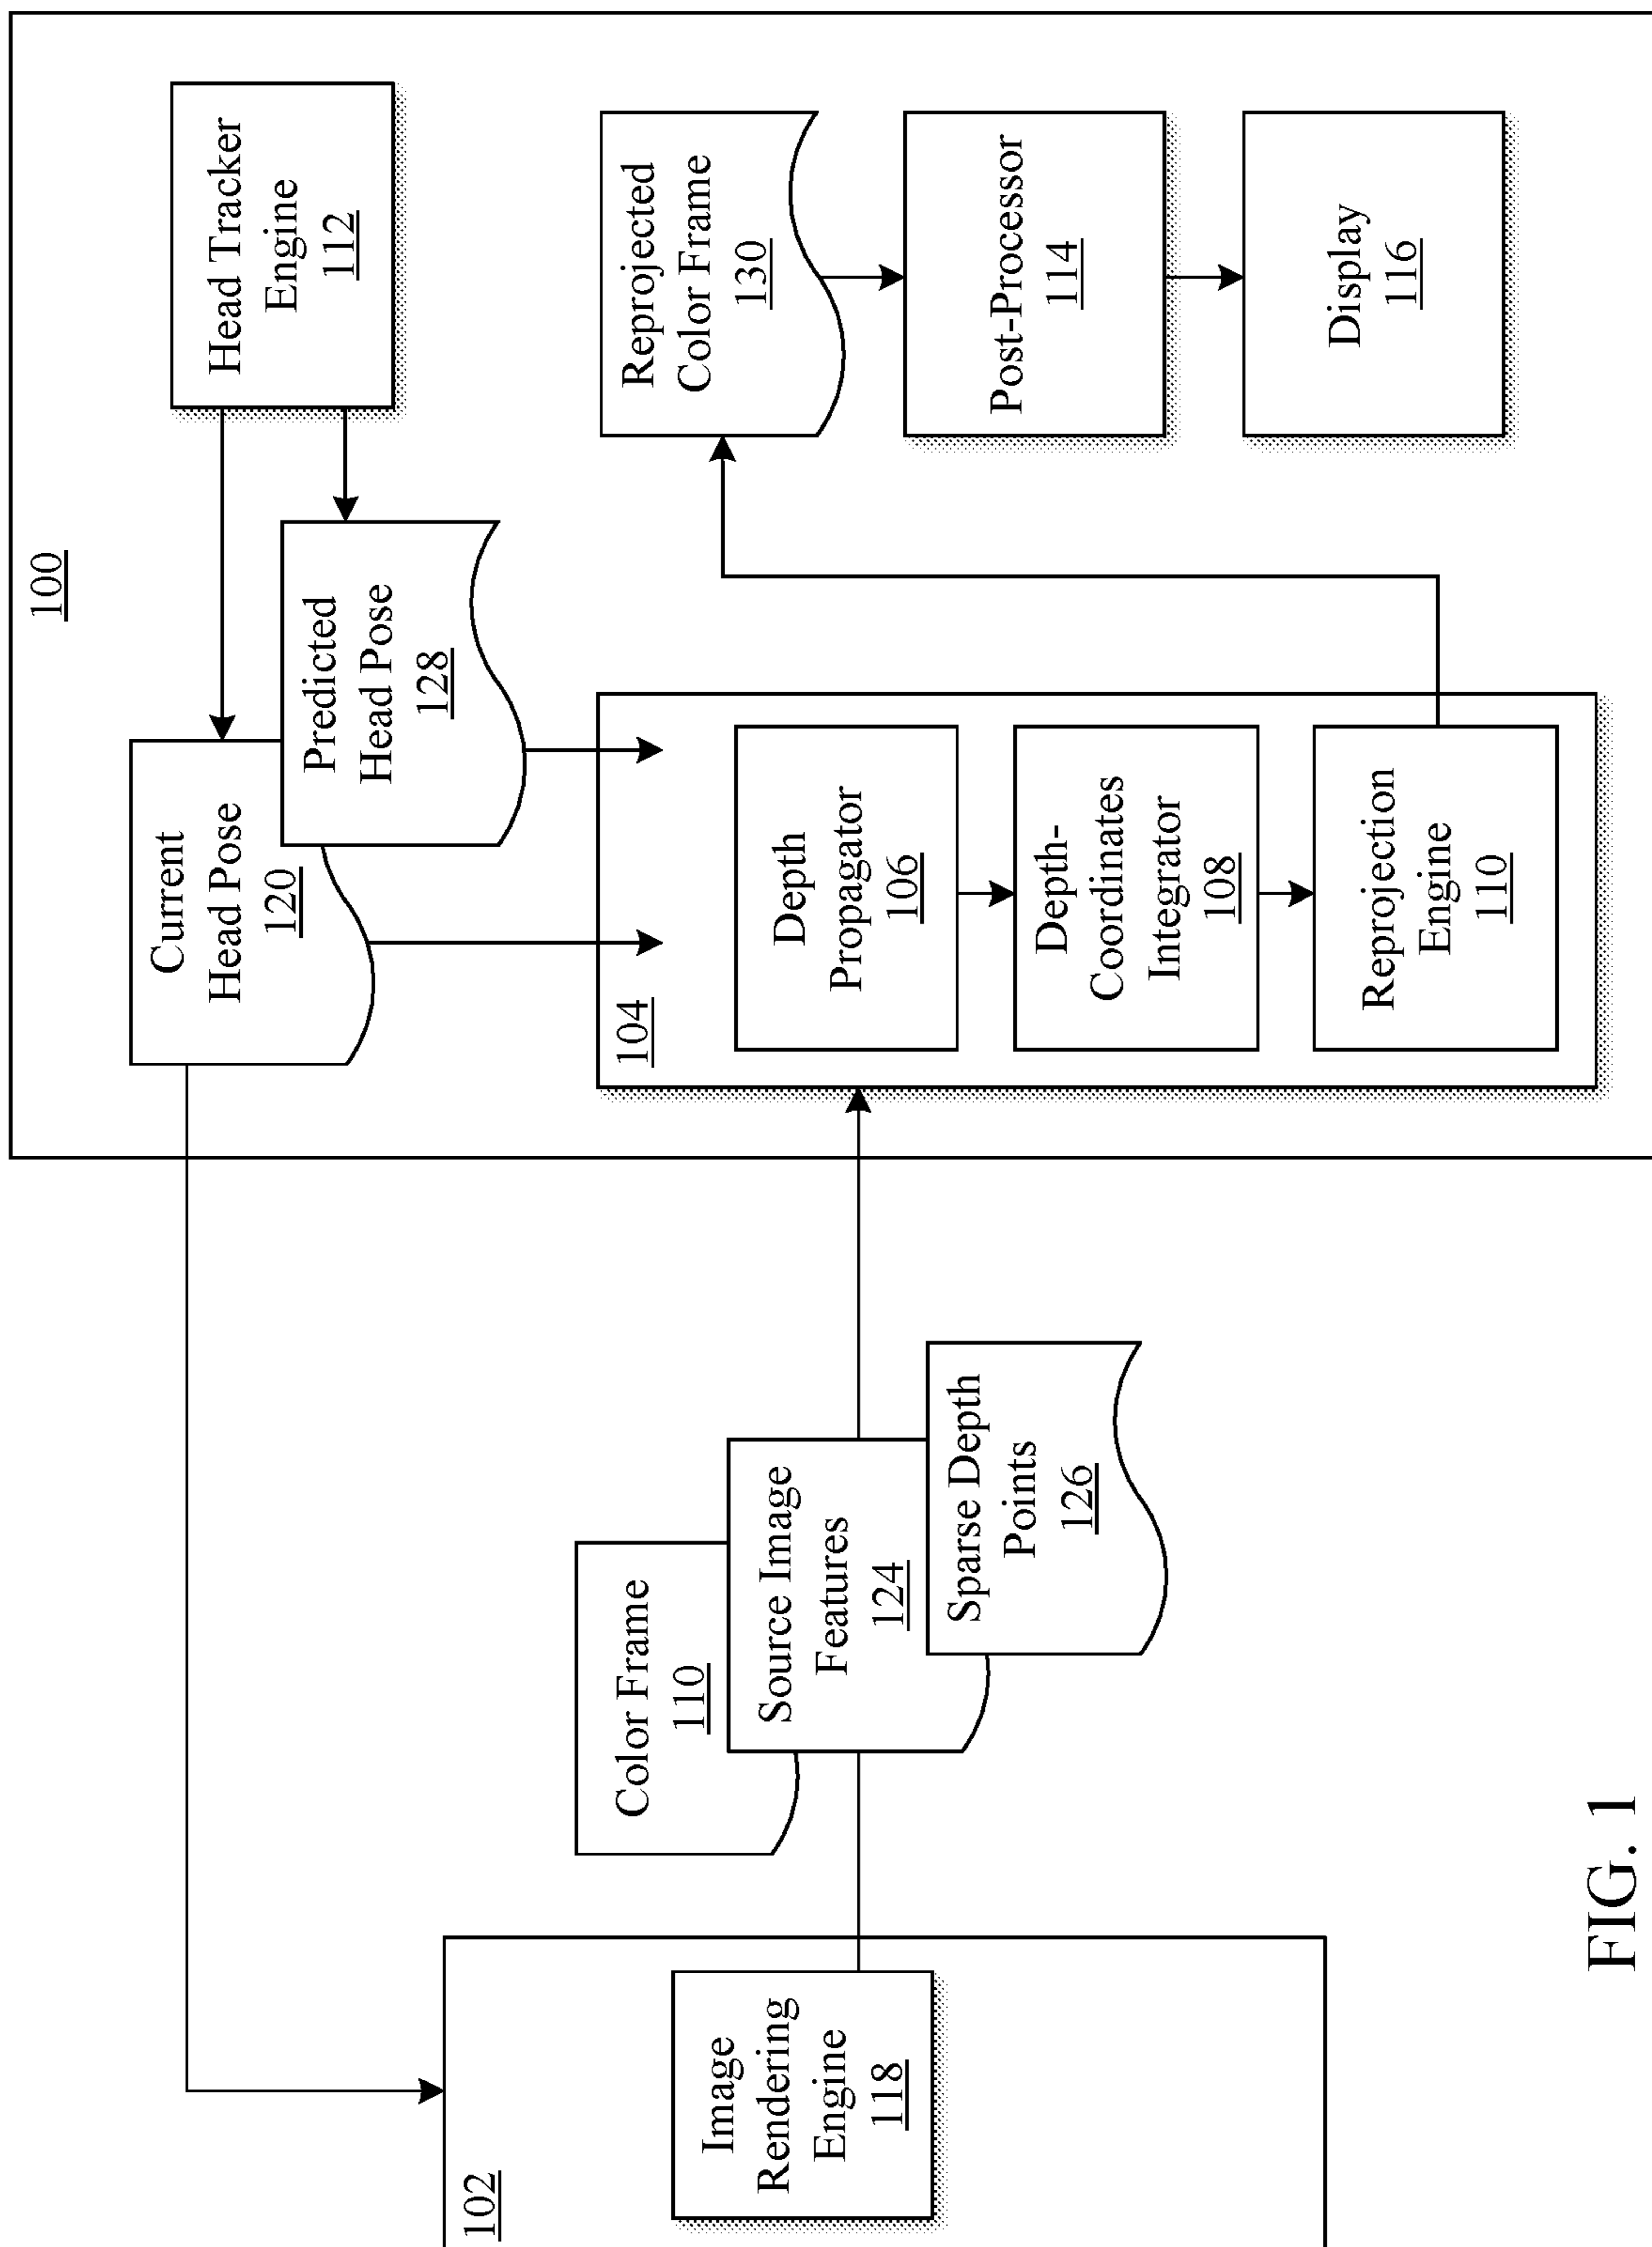 100
Head Tracker
Engine
112
Current
Head Pose
120
Predicted
Head Pose
128
102
Image
Rendering
Engine
118
Color Frame
110
Source Image
Features
124
Sparse Depth
Points
126
104
Depth
Propagator
106
Depth-
Coordinates
Integrator
108
Reprojection
Engine
110
Reprojected
Color Frame
130
Post-Processor
114
Display
116
FIG. 1